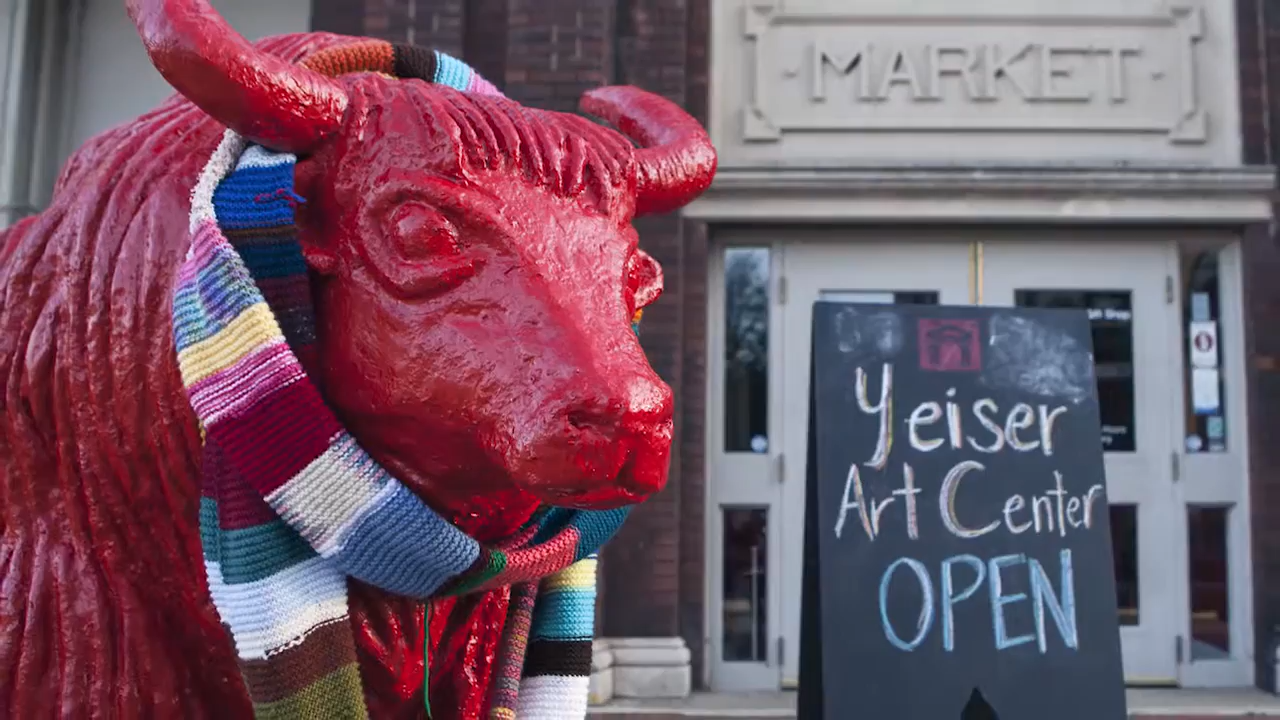 · MARKET ·
Yeiser
Art Center
OPEN